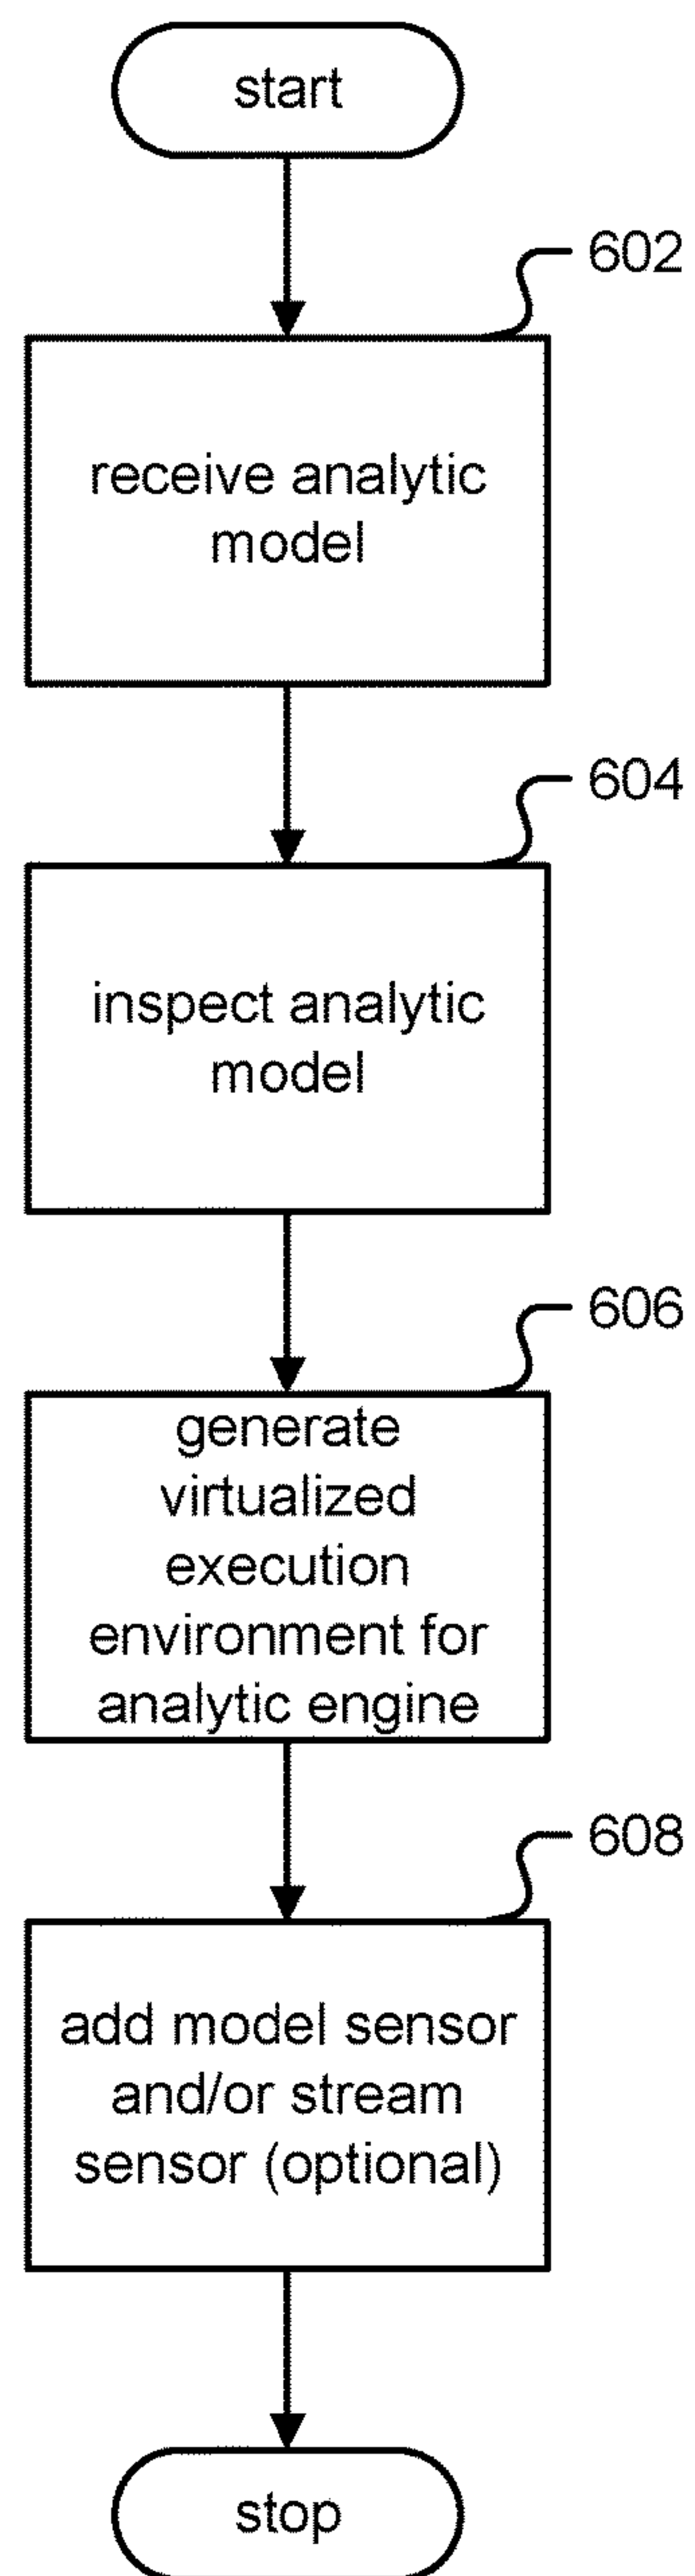 start
602
receive analytic
model
604
inspect analytic
model
606
generate
virtualized
execution
environment for
analytic engine
608
add model sensor
and/or stream
sensor (optional)
stop